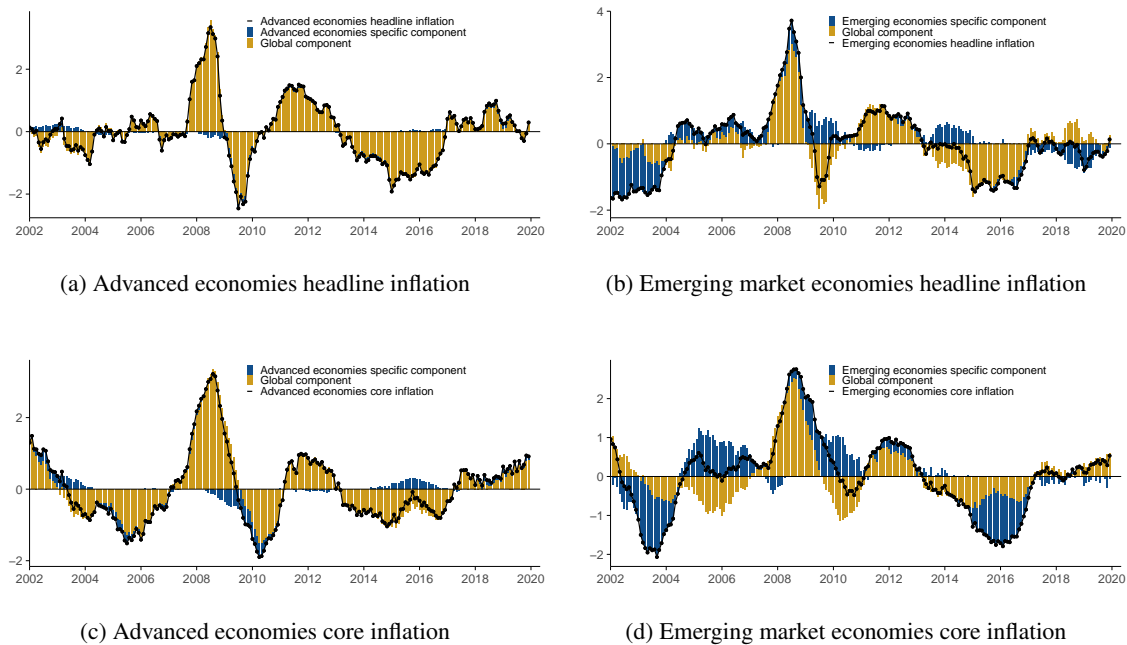 Advanced economies headline inflation
Advanced economies specific component
Global component
2
0
−2
2002 2004 2006 2008 2010 2012 2014 2016 2018 2020
(a) Advanced economies headline inflation
Emerging economies specific component
Global component
Emerging economies headline inflation
4
2
0
−2
2002 2004 2006 2008 2010 2012 2014 2016 2018 2020
(b) Emerging market economies headline inflation
Advanced economies specific component
Global component
Advanced economies core inflation
2
0
−2
2002 2004 2006 2008 2010 2012 2014 2016 2018 2020
(c) Advanced economies core inflation
Emerging economies specific component
Global component
Emerging economies core inflation
2
1
0
−1
−2
2002 2004 2006 2008 2010 2012 2014 2016 2018 2020
(d) Emerging market economies core inflation